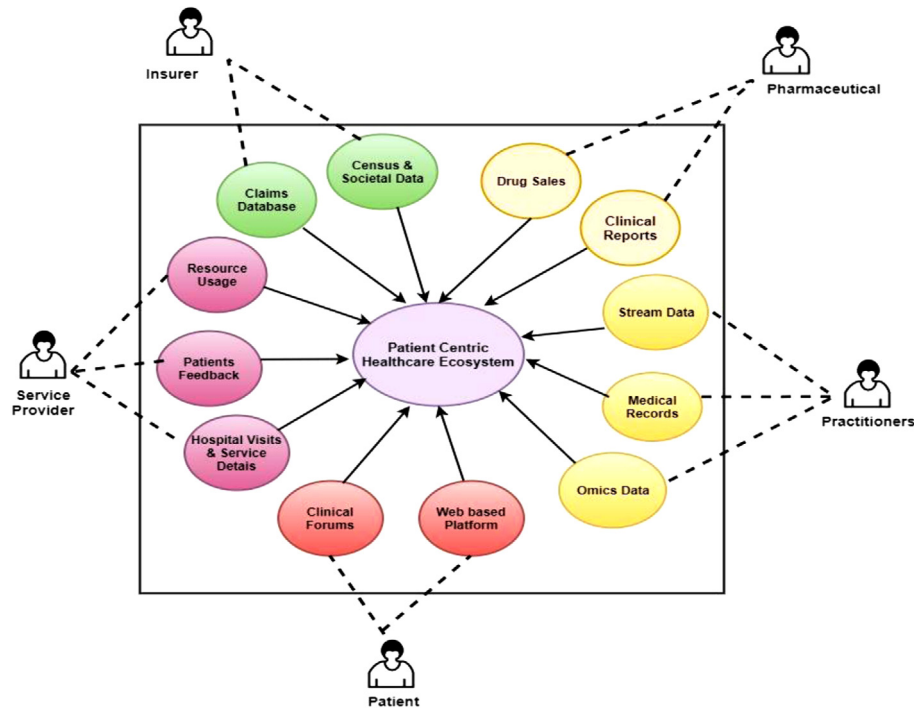 Insurer
Pharmaceutical
Census &
Societal Data
Claims
Database
Drug Sales
Clinical
Reports
Resource
Usage
Stream Data
Patient Centric
Healthcare Ecosystem
Patients
Feedback
Service
Provider
Medical
Records
Practitioners
Hospital Visits
& Service
Detais
Omics Data
Clinical
Forums
Web based
Platform
Patient